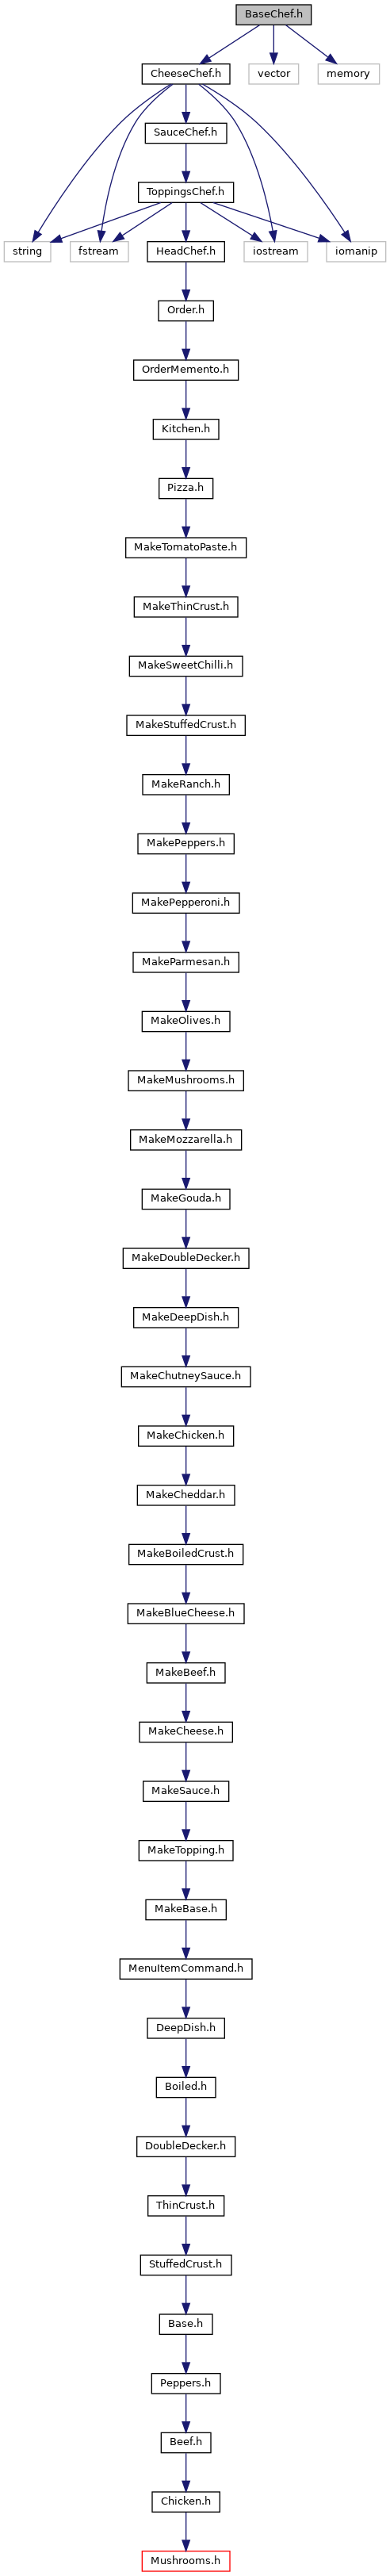 BaseChef.h
CheeseChef.h
vector
memory
SauceChef.h
ToppingsChef.h
string
fstream
HeadChef.h
iostream
iomanip
Order.h
OrderMemento.h
Kitchen.h
Pizza.h
MakeTomatoPaste.h
MakeThinCrust.h
MakeSweetChilli.h
MakeStuffedCrust.h
MakeRanch.h
MakePeppers.h
MakePepperoni.h
MakeParmesan.h
MakeOlives.h
MakeMushrooms.h
MakeMozzarella.h
MakeGouda.h
MakeDoubleDecker.h
MakeDeepDish.h
MakeChutneySauce.h
MakeChicken.h
MakeCheddar.h
MakeBoiledCrust.h
MakeBlueCheese.h
MakeBeef.h
MakeCheese.h
MakeSauce.h
MakeTopping.h
MakeBase.h
MenuItemCommand.h
DeepDish.h
Boiled.h
DoubleDecker.h
ThinCrust.h
StuffedCrust.h
Base.h
Peppers.h
Beef.h
Chicken.h
Mushrooms.h